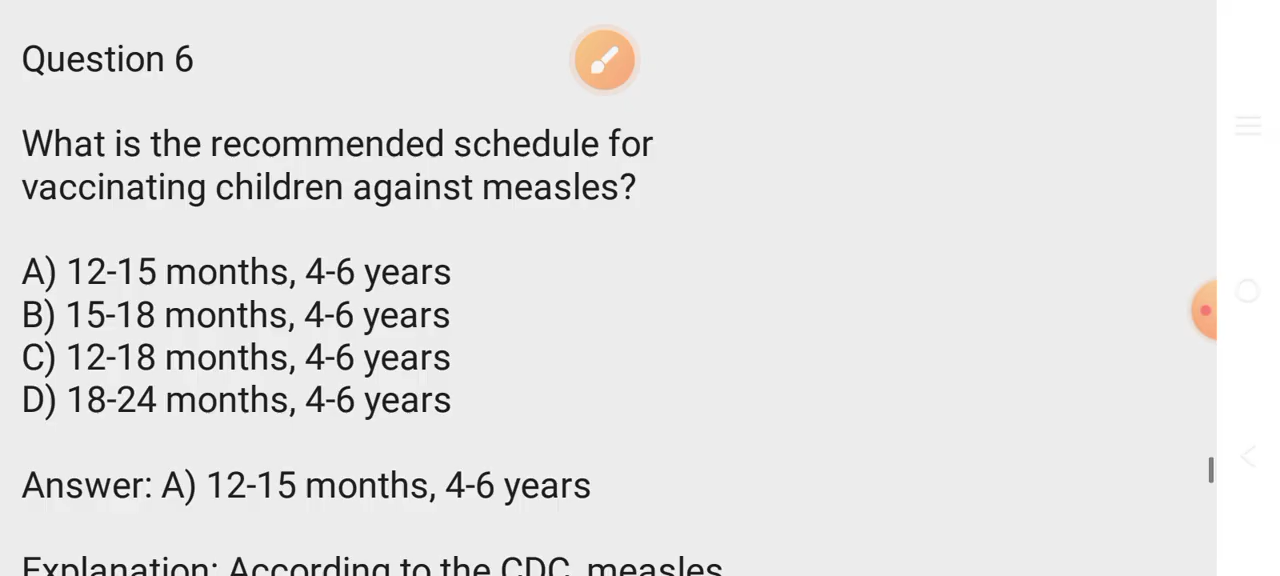 Question 6
What is the recommended schedule for
vaccinating children against measles?
A) 12-15 months, 4-6 years
B) 15-18 months, 4-6 years
C) 12-18 months, 4-6 years
D) 18-24 months, 4-6 years
Answer: A) 12-15 months, 4-6 years
Explanation: According to the CDC, measles